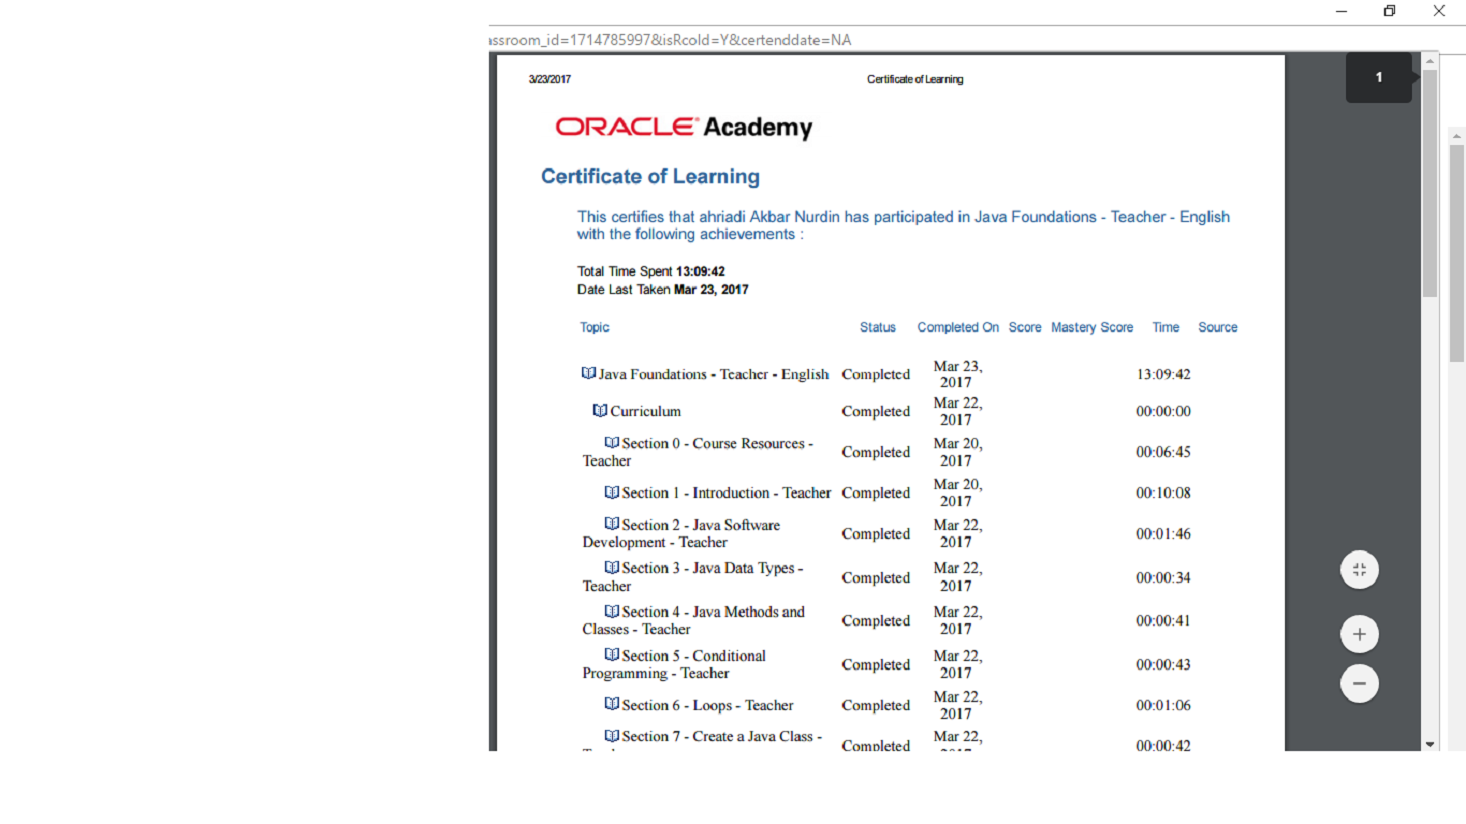 ssroom_id=1714785997&isRcold=Y&certenddate=NA
1
3/23/2017 Certificate of Learning
ORACLE Academy
Certificate of Learning
This certifies that ahriadi Akbar Nurdin has participated in Java Foundations - Teacher - English
with the following achievements :
Total Time Spent 13:09:42
Date Last Taken Mar 23, 2017
Topic Status Completed On Score Mastery Score Time Source
Java Foundations - Teacher - English Completed Mar 23, 13:09:42
2017
Curriculum Completed Mar 22, 00:00:00
2017
Section 0 - Course Resources - Completed Mar 20, 00:06:45
Teacher 2017
Section 1 - Introduction - Teacher Completed Mar 20, 00:10:08
2017
Section 2 - Java Software Completed Mar 22, 00:01:46
Development - Teacher 2017
Section 3 - Java Data Types - Completed Mar 22, 00:00:34
Teacher 2017
Section 4 - Java Methods and Completed Mar 22, 00:00:41
Classes - Teacher 2017
Section 5 - Conditional Completed Mar 22, 00:00:43
Programming - Teacher 2017
Section 6 - Loops - Teacher Completed Mar 22, 00:01:06
2017
Section 7 - Create a Java Class - Completed Mar 22, 00:00:42